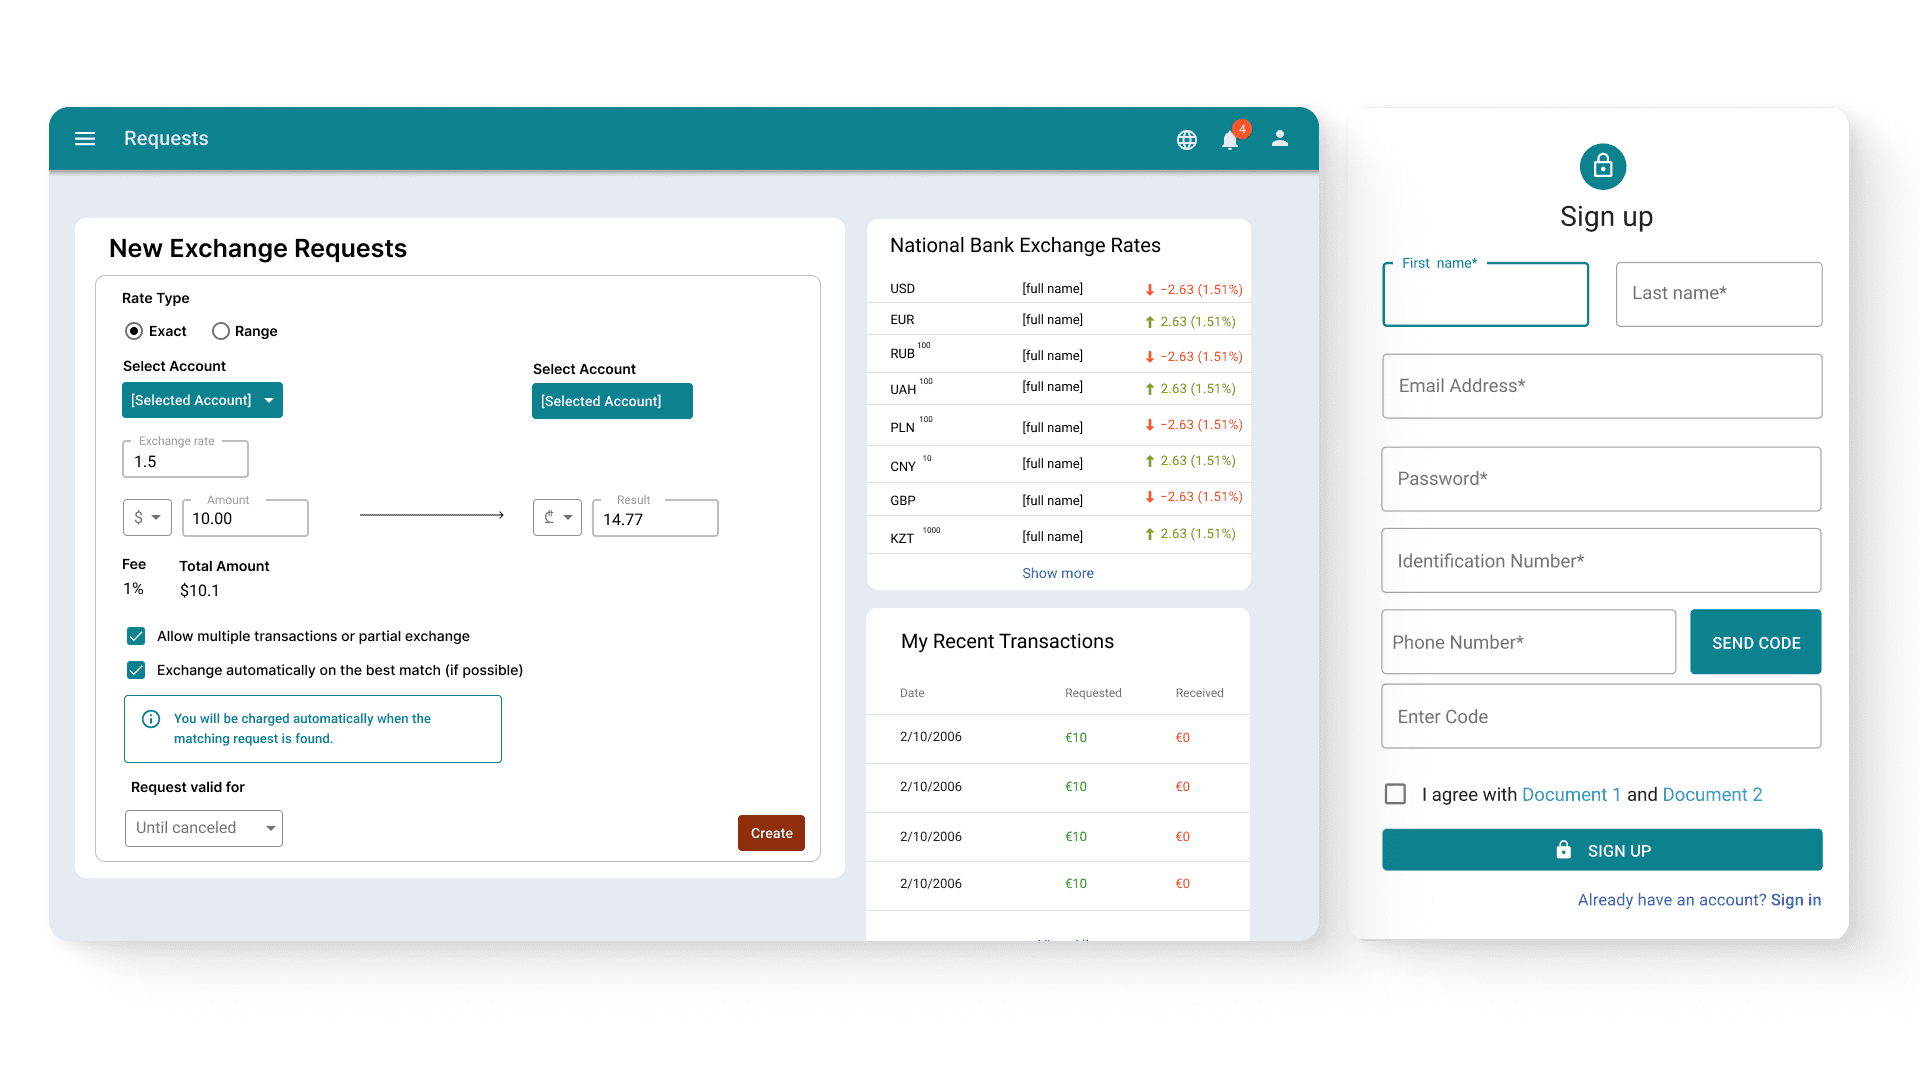 Requests
4
New Exchange Requests
Rate Type
Exact
Range
Select Account
[Selected Account]
Select Account
[Selected Account]
Exchange rate
1.5
$
Amount
10.00
₾
Result
14.77
Fee
1%
Total Amount
$10.1
Allow multiple transactions or partial exchange
Exchange automatically on the best match (if possible)
You will be charged automatically when the
matching request is found.
Request valid for
Until canceled
Create
National Bank Exchange Rates
USD [full name] −2.63 (1.51%)
EUR [full name] 2.63 (1.51%)
RUB 100 [full name] −2.63 (1.51%)
UAH 100 [full name] 2.63 (1.51%)
PLN 100 [full name] −2.63 (1.51%)
CNY 10 [full name] 2.63 (1.51%)
GBP [full name] −2.63 (1.51%)
KZT 1000 [full name] 2.63 (1.51%)
Show more
My Recent Transactions
Date Requested Received
2/10/2006 €10 €0
2/10/2006 €10 €0
2/10/2006 €10 €0
2/10/2006 €10 €0
Sign up
First name*
Last name*
Email Address*
Password*
Identification Number*
Phone Number*
SEND CODE
Enter Code
I agree with Document 1 and Document 2
SIGN UP
Already have an account? Sign in